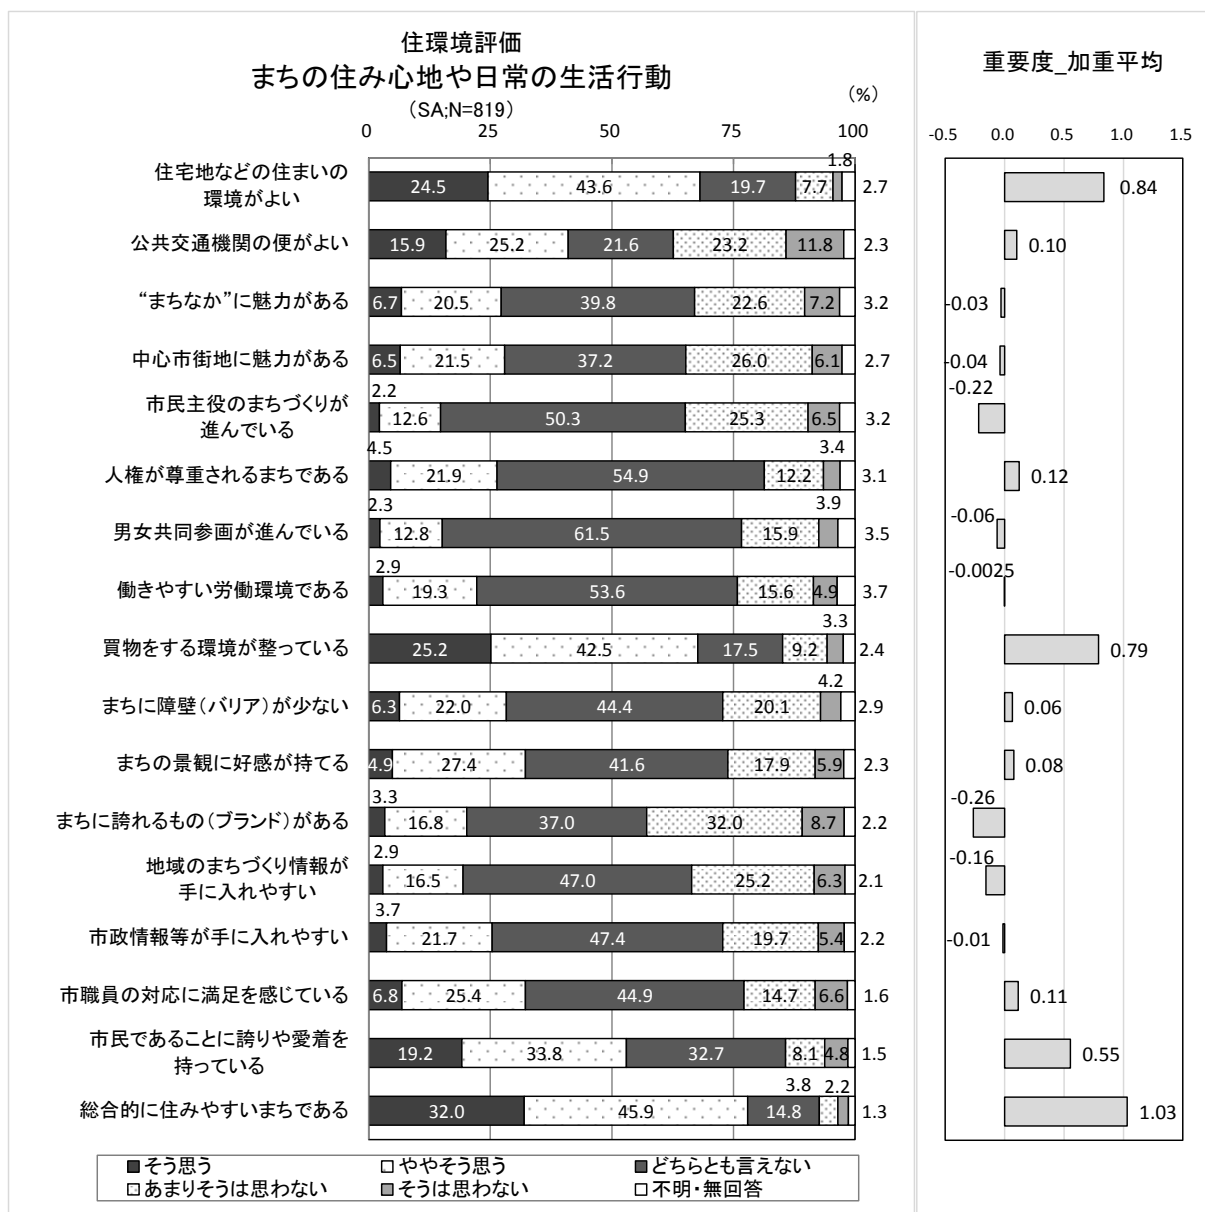 住環境評価
まちの住み心地や日常の生活行動
(SA;N=819)
(%)
0 25 50 75 100
重要度_加重平均
-0.5 0.0 0.5 1.0 1.5
住宅地などの住まいの
環境がよい
24.5 43.6 19.7 7.7 1.8 2.7 0.84
公共交通機関の便がよい
15.9 25.2 21.6 23.2 11.8 2.3 0.10
“まちなか”に魅力がある
6.7 20.5 39.8 22.6 7.2 3.2 -0.03
中心市街地に魅力がある
6.5 21.5 37.2 26.0 6.1 2.7 -0.04
市民主役のまちづくりが
進んでいる
2.2 12.6 50.3 25.3 6.5 3.2 -0.22
人権が尊重されるまちである
4.5 21.9 54.9 12.2 3.4 3.1 0.12
男女共同参画が進んでいる
2.3 12.8 61.5 15.9 3.9 3.5 -0.06
働きやすい労働環境である
2.9 19.3 53.6 15.6 4.9 3.7 -0.0025
買物をする環境が整っている
25.2 42.5 17.5 9.2 3.3 2.4 0.79
まちに障壁(バリア)が少ない
6.3 22.0 44.4 20.1 4.2 2.9 0.06
まちの景観に好感が持てる
4.9 27.4 41.6 17.9 5.9 2.3 0.08
まちに誇れるもの(ブランド)がある
3.3 16.8 37.0 32.0 8.7 2.2 -0.26
地域のまちづくり情報が
手に入れやすい
2.9 16.5 47.0 25.2 6.3 2.1 -0.16
市政情報等が手に入れやすい
3.7 21.7 47.4 19.7 5.4 2.2 -0.01
市職員の対応に満足を感じている
6.8 25.4 44.9 14.7 6.6 1.6 0.11
市民であることに誇りや愛着を
持っている
19.2 33.8 32.7 8.1 4.8 1.5 0.55
総合的に住みやすいまちである
32.0 45.9 14.8 3.8 2.2 1.3 1.03
そう思う ややそう思う どちらとも言えない
あまりそうは思わない そうは思わない 不明・無回答